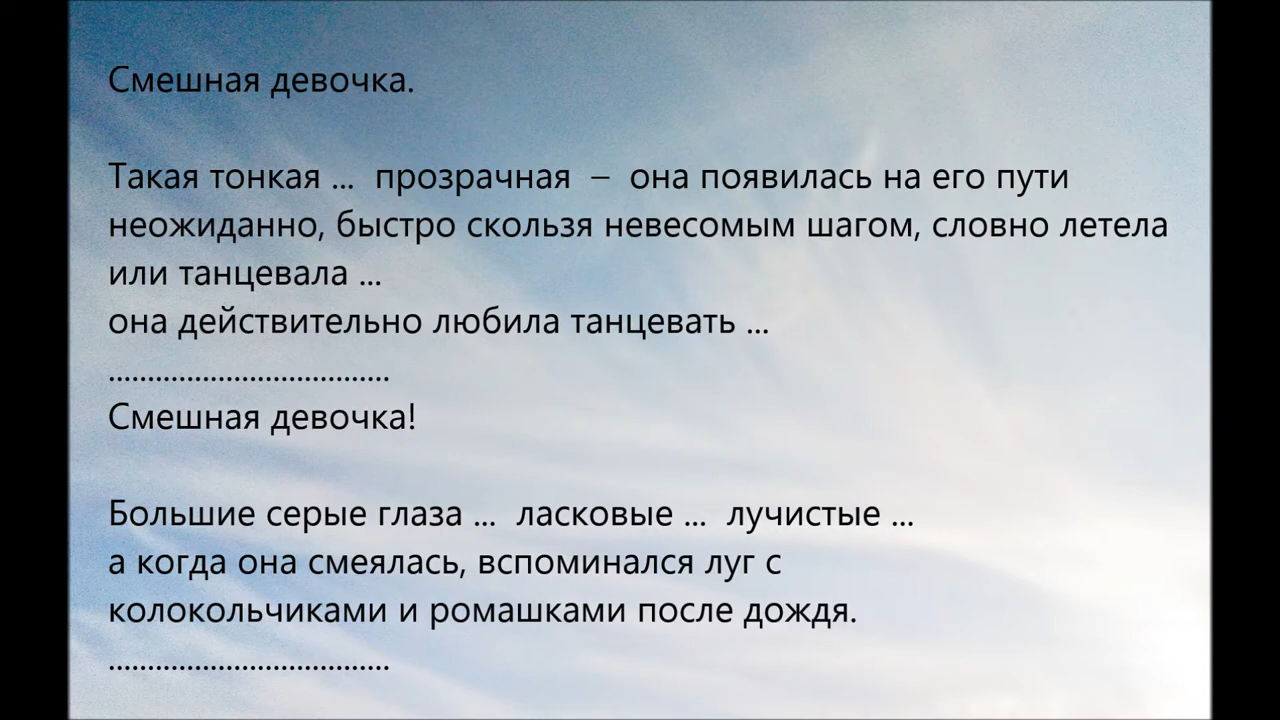 Смешная девочка.
Такая тонкая ... прозрачная – она появилась на его пути
неожиданно, быстро скользя невесомым шагом, словно летела
или танцевала ...
она действительно любила танцевать ...
....................................
Смешная девочка!
Большие серые глаза ... ласковые ... лучистые ...
а когда она смеялась, вспоминался луг с
колокольчиками и ромашками после дождя.
....................................